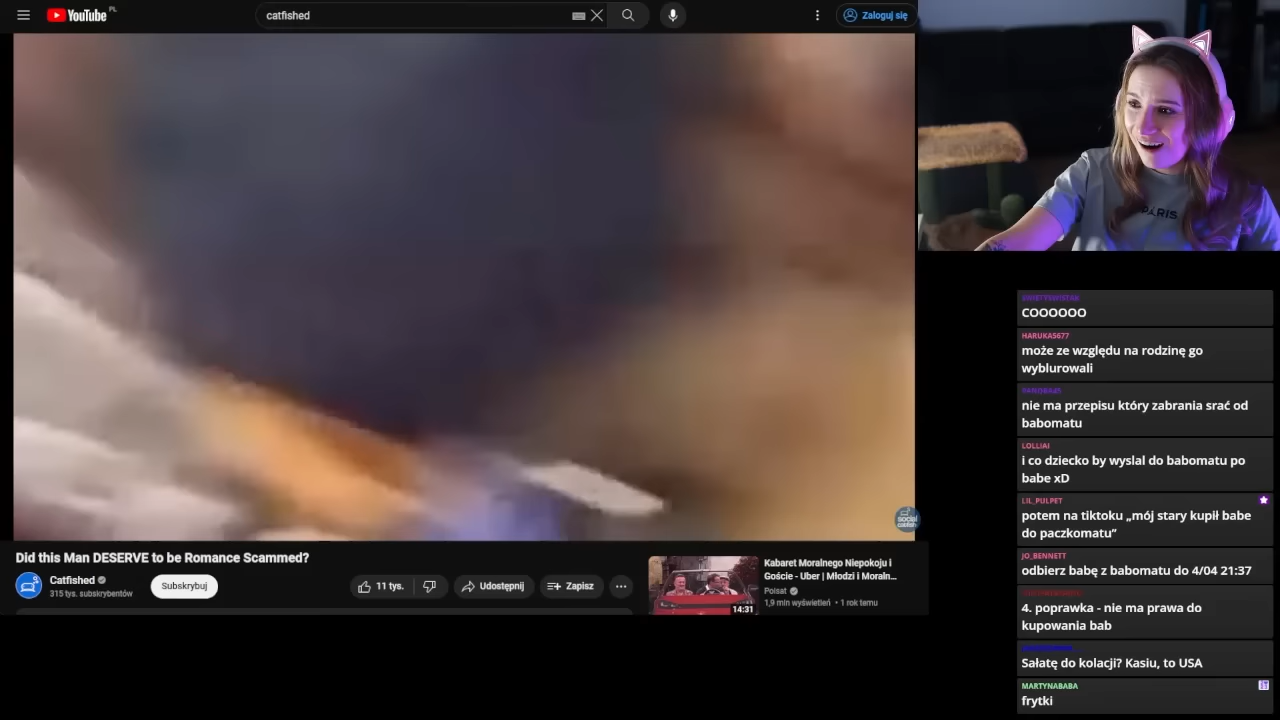 YouTube PL
catfished
Zaloguj się
PARIS
social catfish
Did this Man DESERVE to be Romance Scammed?
Catfished
315 tys. subskrybentów
Subskrybuj
11 tys.
Udostępnij
Zapisz
14:31
Kabaret Moralnego Niepokoju i
Goście - Uber | Młodzi i Moraln...
Polsat
1,9 mln wyświetleń • 1 rok temu
COOOOOO
HARUKA5677
może ze względu na rodzinę go
wyblurowali
nie ma przepisu który zabrania srać od
babomatu
LOLLIAI
i co dziecko by wyslal do babomatu po
babe xD
LIL_PULPET
potem na tiktoku „mój stary kupił babe
do paczkomatu”
JO_BENNETT
odbierz babę z babomatu do 4/04 21:37
4. poprawka - nie ma prawa do
kupowania bab
Sałatę do kolacji? Kasiu, to USA
MARTYNABABA
frytki